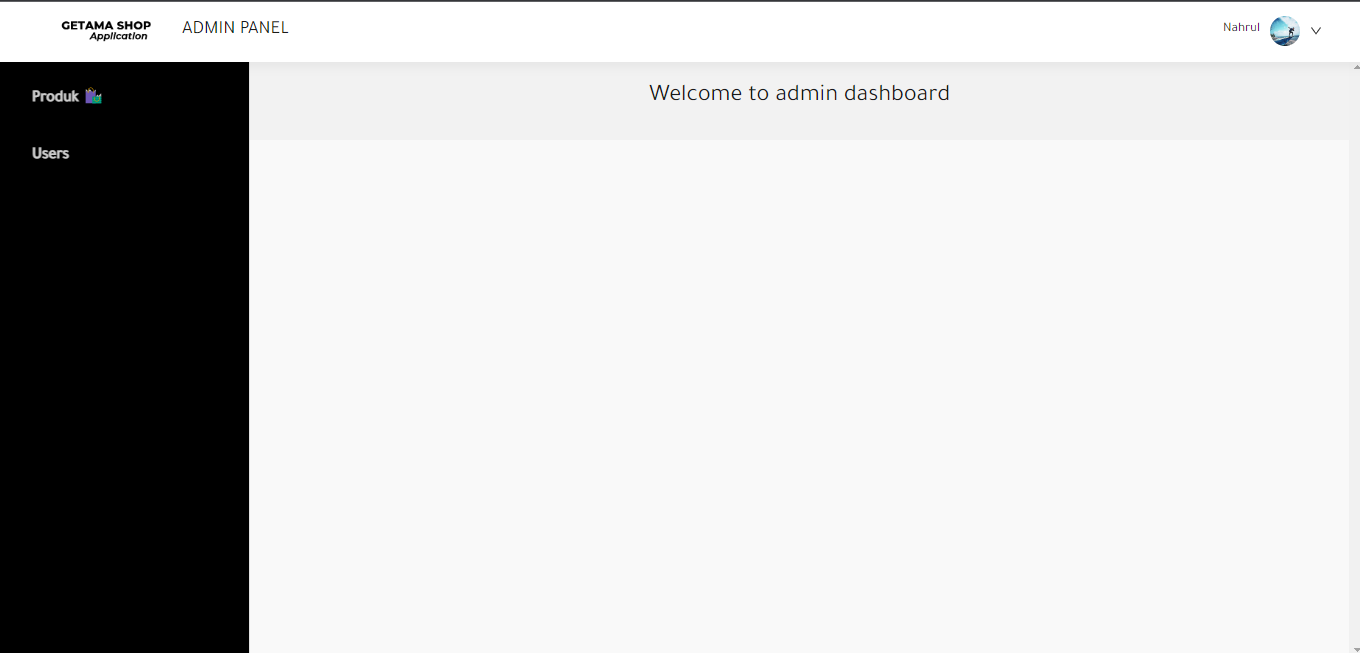 GETAMA SHOP
Application
ADMIN PANEL
Nahrul
Produk 🛍️
Users
Welcome to admin dashboard